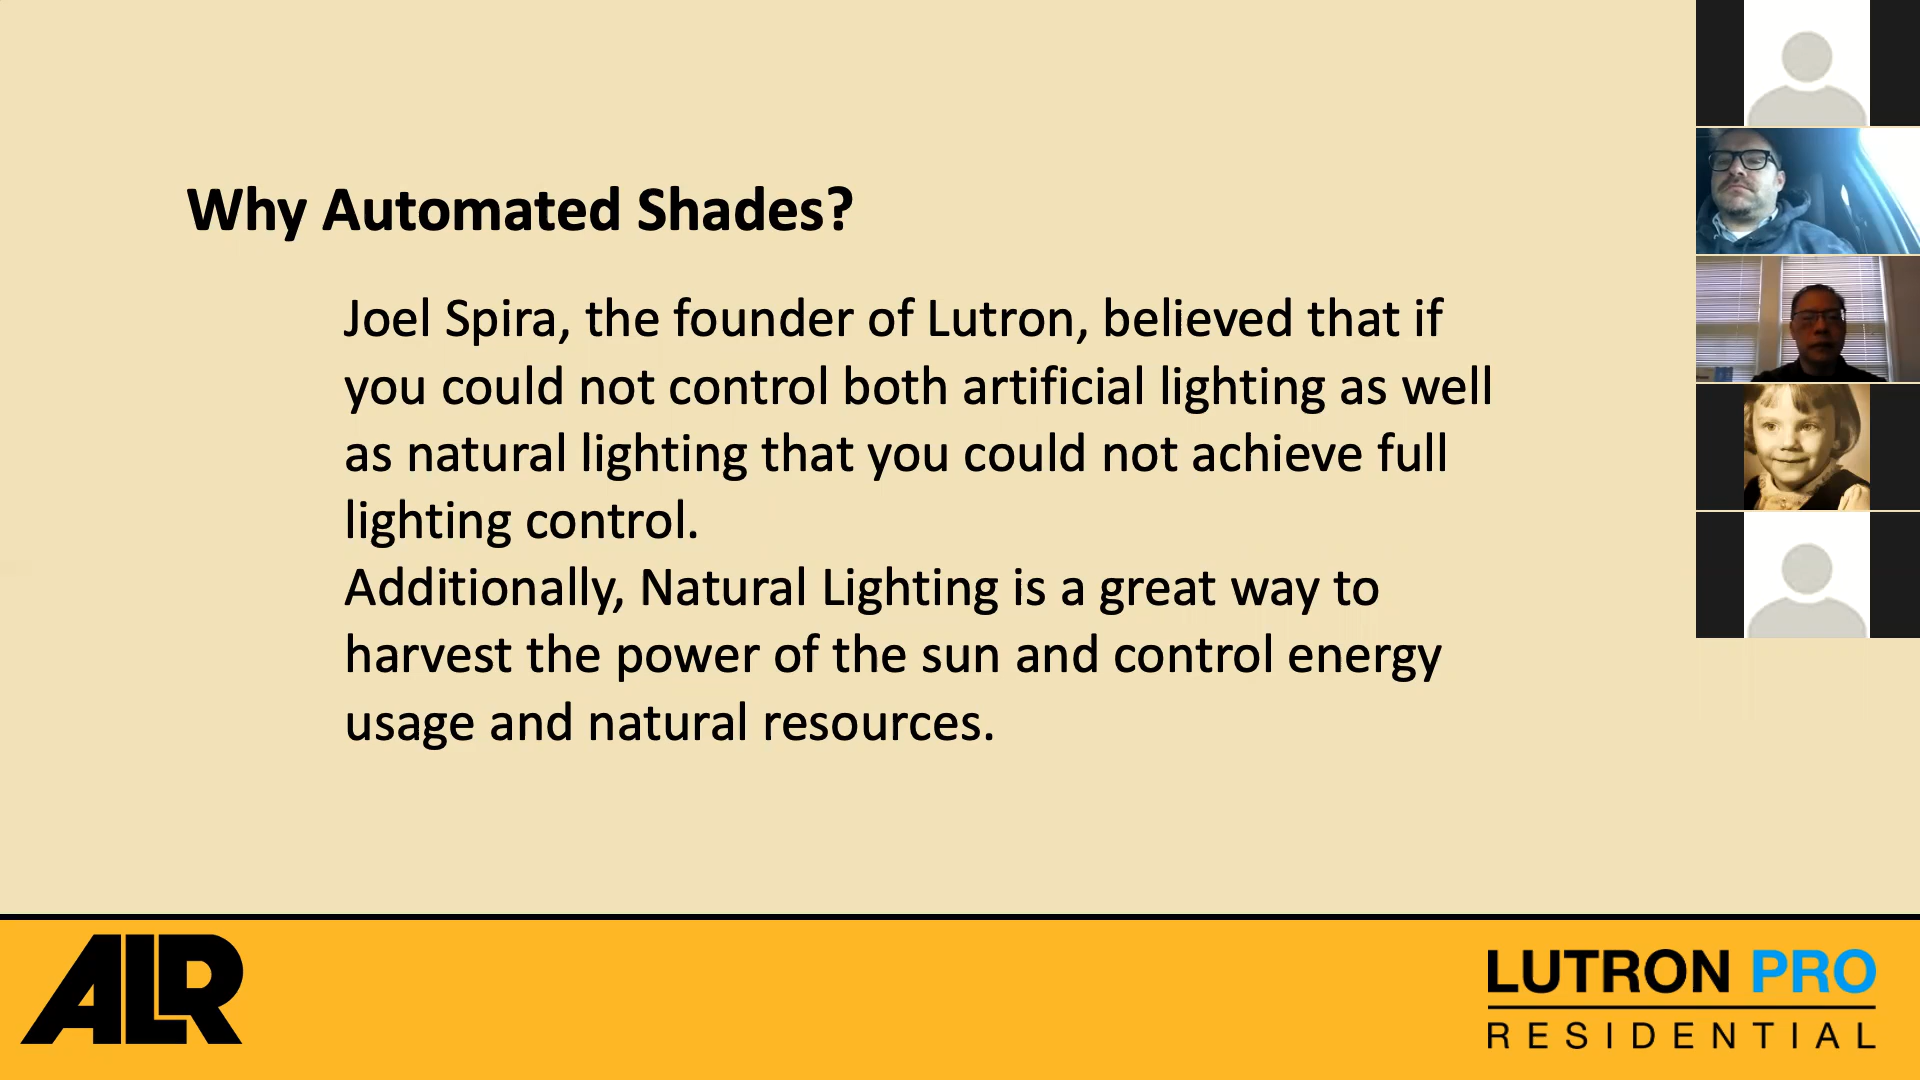 Why Automated Shades?
Joel Spira, the founder of Lutron, believed that if
you could not control both artificial lighting as well
as natural lighting that you could not achieve full
lighting control.
Additionally, Natural Lighting is a great way to
harvest the power of the sun and control energy
usage and natural resources.
ALR
LUTRON PRO
RESIDENTIAL